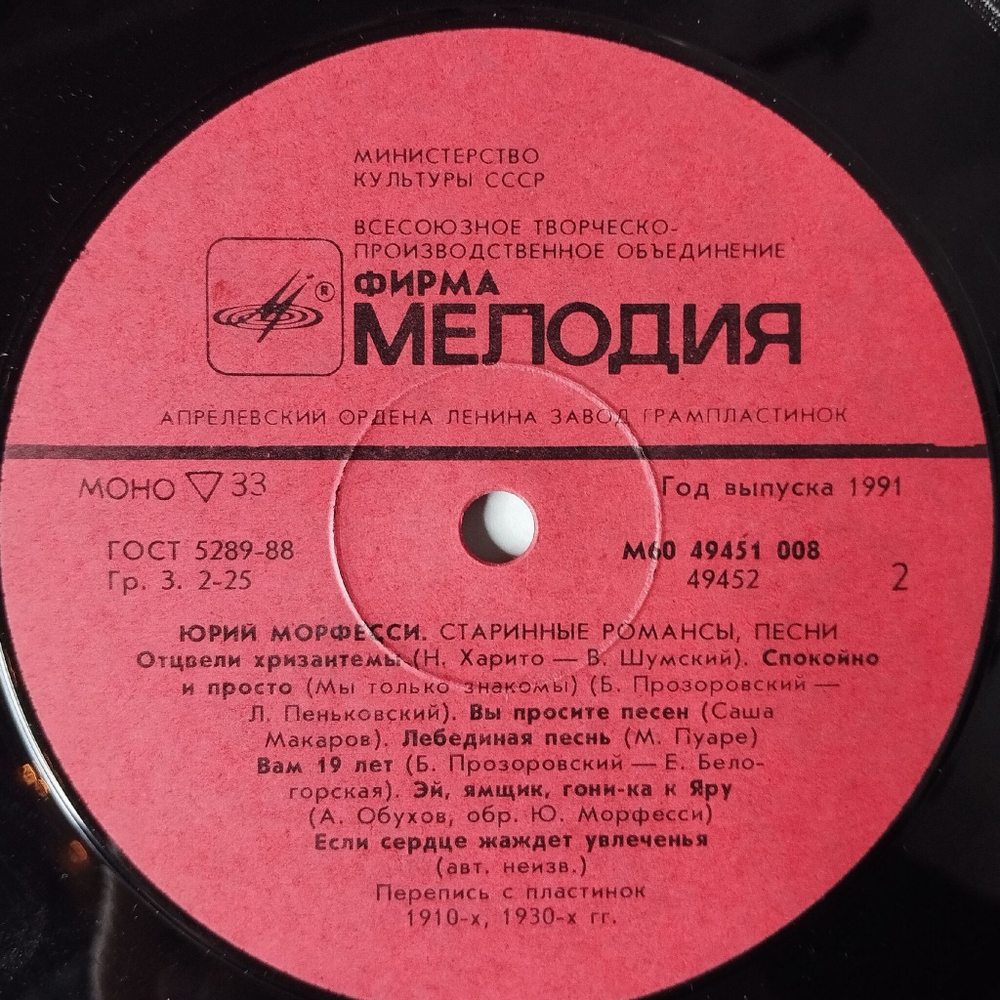 МИНИСТЕРСТВО
КУЛЬТУРЫ СССР
ВСЕСОЮЗНОЕ ТВОРЧЕСКО-
ПРОИЗВОДСТВЕННОЕ ОБЪЕДИНЕНИЕ
ФИРМА
МЕЛОДИЯ
®
АПРЕЛЕВСКИЙ ОРДЕНА ЛЕНИНА ЗАВОД ГРАМПЛАСТИНОК
МОНО ▽ 33
Год выпуска 1991
ГОСТ 5289-88
Гр. 3. 2-25
М60 49451 008
49452
2
ЮРИЙ МОРФЕССИ. СТАРИННЫЕ РОМАНСЫ, ПЕСНИ
Отцвели хризантемы (Н. Харито — В. Шумский). Спокойно
и просто (Мы только знакомы) (Б. Прозоровский —
Л. Пеньковский). Вы просите песен (Саша
Макаров). Лебединая песнь (М. Пуаре)
Вам 19 лет (Б. Прозоровский — Е. Бело-
горская). Эй, ямщик, гони-ка к Яру
(А. Обухов, обр. Ю. Морфесси)
Если сердце жаждет увлеченья
(авт. неизв.)
Перепись с пластинок
1910-х, 1930-х гг.